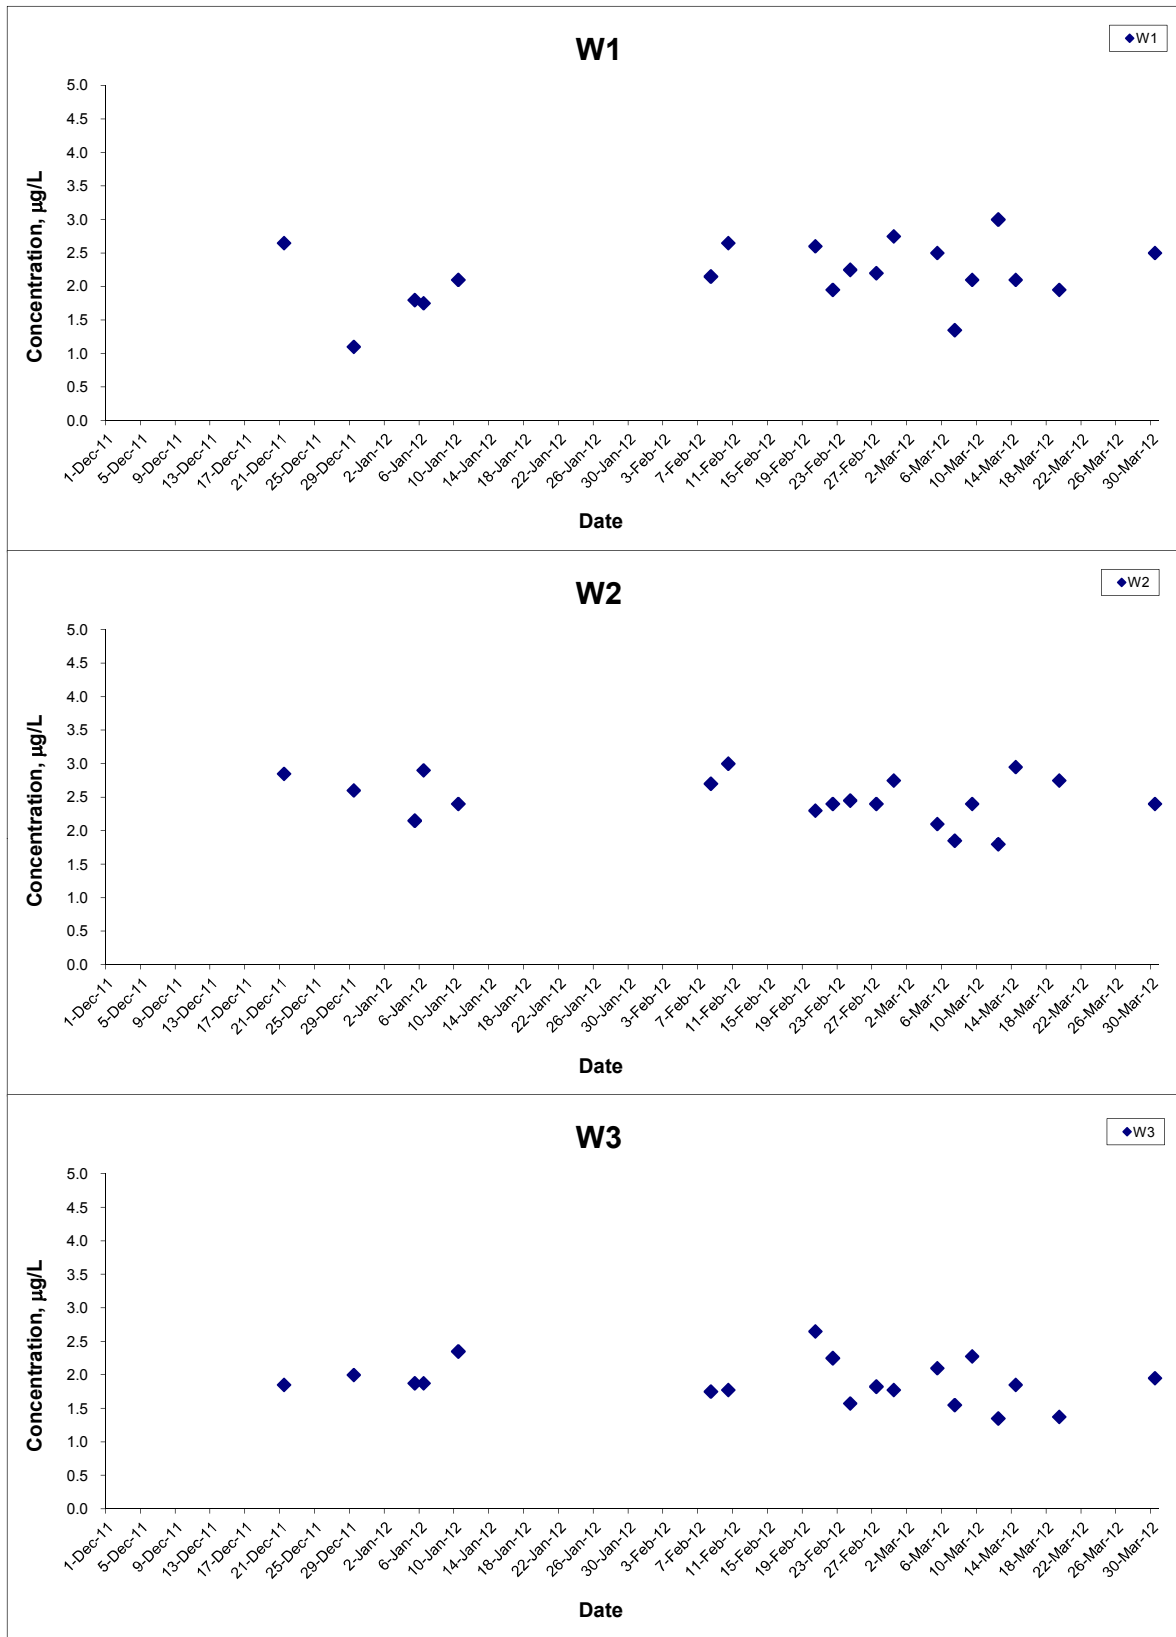 W1
W1
5.0
4.5
4.0
3.5
3.0
2.5
2.0
1.5
1.0
0.5
0.0
Concentration, µg/L
1-Dec-11
5-Dec-11
9-Dec-11
13-Dec-11
17-Dec-11
21-Dec-11
25-Dec-11
29-Dec-11
2-Jan-12
6-Jan-12
10-Jan-12
14-Jan-12
18-Jan-12
22-Jan-12
26-Jan-12
30-Jan-12
3-Feb-12
7-Feb-12
11-Feb-12
15-Feb-12
19-Feb-12
23-Feb-12
27-Feb-12
2-Mar-12
6-Mar-12
10-Mar-12
14-Mar-12
18-Mar-12
22-Mar-12
26-Mar-12
30-Mar-12
Date
W2
W2
5.0
4.5
4.0
3.5
3.0
2.5
2.0
1.5
1.0
0.5
0.0
Concentration, µg/L
1-Dec-11
5-Dec-11
9-Dec-11
13-Dec-11
17-Dec-11
21-Dec-11
25-Dec-11
29-Dec-11
2-Jan-12
6-Jan-12
10-Jan-12
14-Jan-12
18-Jan-12
22-Jan-12
26-Jan-12
30-Jan-12
3-Feb-12
7-Feb-12
11-Feb-12
15-Feb-12
19-Feb-12
23-Feb-12
27-Feb-12
2-Mar-12
6-Mar-12
10-Mar-12
14-Mar-12
18-Mar-12
22-Mar-12
26-Mar-12
30-Mar-12
Date
W3
W3
5.0
4.5
4.0
3.5
3.0
2.5
2.0
1.5
1.0
0.5
0.0
Concentration, µg/L
1-Dec-11
5-Dec-11
9-Dec-11
13-Dec-11
17-Dec-11
21-Dec-11
25-Dec-11
29-Dec-11
2-Jan-12
6-Jan-12
10-Jan-12
14-Jan-12
18-Jan-12
22-Jan-12
26-Jan-12
30-Jan-12
3-Feb-12
7-Feb-12
11-Feb-12
15-Feb-12
19-Feb-12
23-Feb-12
27-Feb-12
2-Mar-12
6-Mar-12
10-Mar-12
14-Mar-12
18-Mar-12
22-Mar-12
26-Mar-12
30-Mar-12
Date